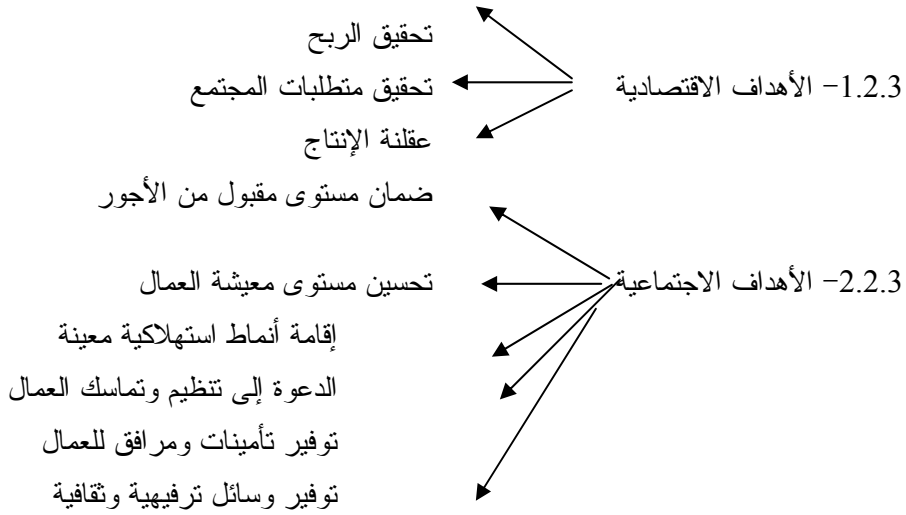 تحقيق الربح
1.2.3- الأهداف الاقتصادية
تحقيق متطلبات المجتمع
عقلنة الإنتاج
ضمان مستوى مقبول من الأجور
2.2.3- الأهداف الاجتماعية
تحسين مستوى معيشة العمال
إقامة أنماط استهلاكية معينة
الدعوة إلى تنظيم وتماسك العمال
توفير تأمينات ومرافق للعمال
توفير وسائل ترفيهية وثقافية